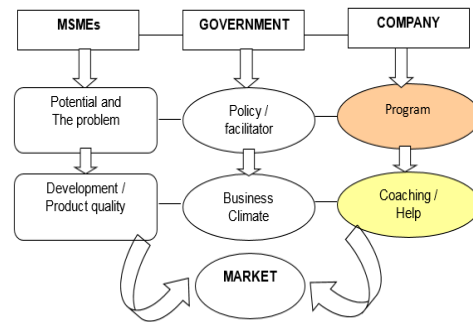 MSMEs
GOVERNMENT
COMPANY
Potential and
The problem
Policy /
facilitator
Program
Development /
Product quality
Business
Climate
Coaching /
Help
MARKET